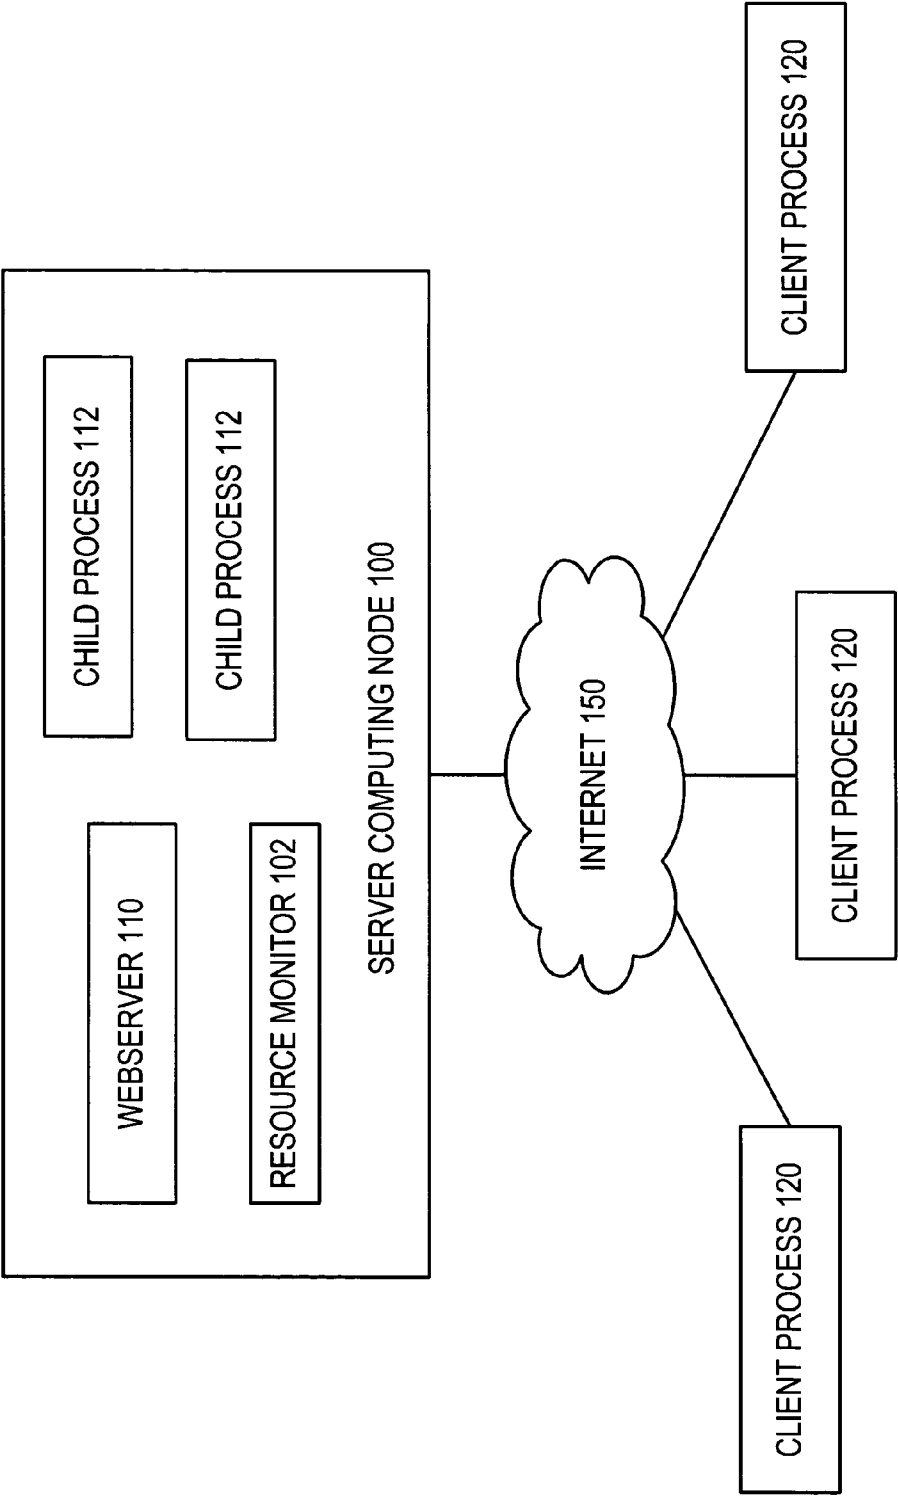 WEBSERVER 110
CHILD PROCESS 112
RESOURCE MONITOR 102
CHILD PROCESS 112
SERVER COMPUTING NODE 100
INTERNET 150
CLIENT PROCESS 120
CLIENT PROCESS 120
CLIENT PROCESS 120